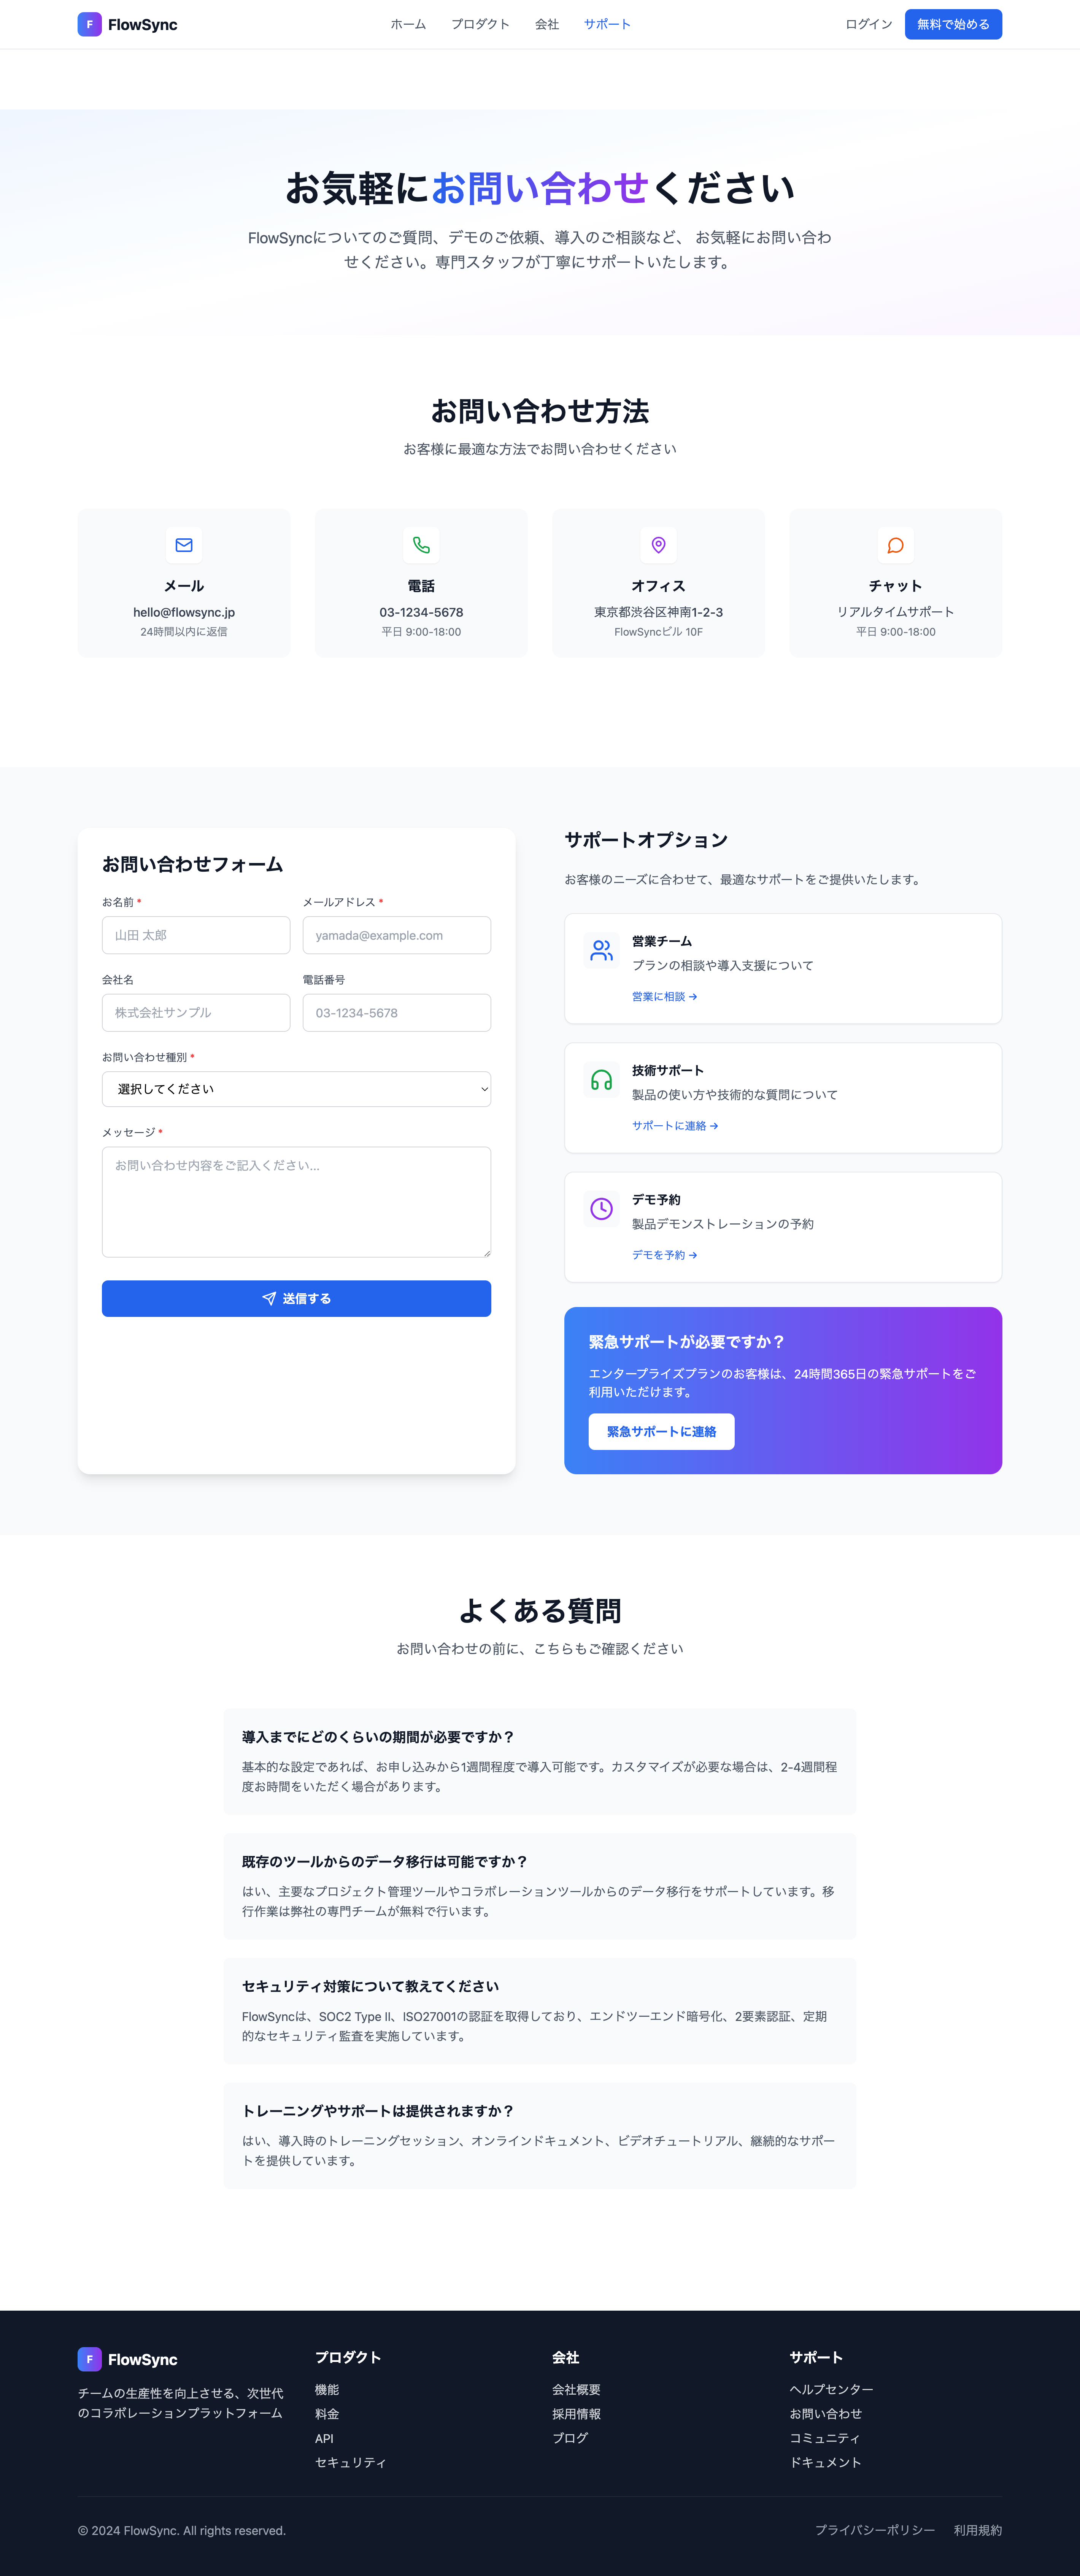 F FlowSync
ホーム プロダクト 会社 サポート
ログイン 無料で始める
お気軽にお問い合わせください
FlowSyncについてのご質問、デモのご依頼、導入のご相談など、 お気軽にお問い合わ
せください。専門スタッフが丁寧にサポートいたします。
お問い合わせ方法
お客様に最適な方法でお問い合わせください
メール
hello@flowsync.jp
24時間以内に返信
電話
03-1234-5678
平日 9:00-18:00
オフィス
東京都渋谷区神南1-2-3
FlowSyncビル 10F
チャット
リアルタイムサポート
平日 9:00-18:00
お問い合わせフォーム
お名前 *
山田 太郎
メールアドレス *
yamada@example.com
会社名
株式会社サンプル
電話番号
03-1234-5678
お問い合わせ種別 *
選択してください
メッセージ *
お問い合わせ内容をご記入ください...
送信する
サポートオプション
お客様のニーズに合わせて、最適なサポートをご提供いたします。
営業チーム
プランの相談や導入支援について
営業に相談 →
技術サポート
製品の使い方や技術的な質問について
サポートに連絡 →
デモ予約
製品デモンストレーションの予約
デモを予約 →
緊急サポートが必要ですか？
エンタープライズプランのお客様は、24時間365日の緊急サポートをご
利用いただけます。
緊急サポートに連絡
よくある質問
お問い合わせの前に、こちらもご確認ください
導入までにどのくらいの期間が必要ですか？
基本的な設定であれば、お申し込みから1週間程度で導入可能です。カスタマイズが必要な場合は、2-4週間程
度お時間をいただく場合があります。
既存のツールからのデータ移行は可能ですか？
はい、主要なプロジェクト管理ツールやコラボレーションツールからのデータ移行をサポートしています。移
行作業は弊社の専門チームが無料で行います。
セキュリティ対策について教えてください
FlowSyncは、SOC2 Type II、ISO27001の認証を取得しており、エンドツーエンド暗号化、2要素認証、定期
的なセキュリティ監査を実施しています。
トレーニングやサポートは提供されますか？
はい、導入時のトレーニングセッション、オンラインドキュメント、ビデオチュートリアル、継続的なサポー
トを提供しています。
F FlowSync
チームの生産性を向上させる、次世代
のコラボレーションプラットフォーム
プロダクト
機能
料金
API
セキュリティ
会社
会社概要
採用情報
ブログ
サポート
ヘルプセンター
お問い合わせ
コミュニティ
ドキュメント
© 2024 FlowSync. All rights reserved.
プライバシーポリシー 利用規約